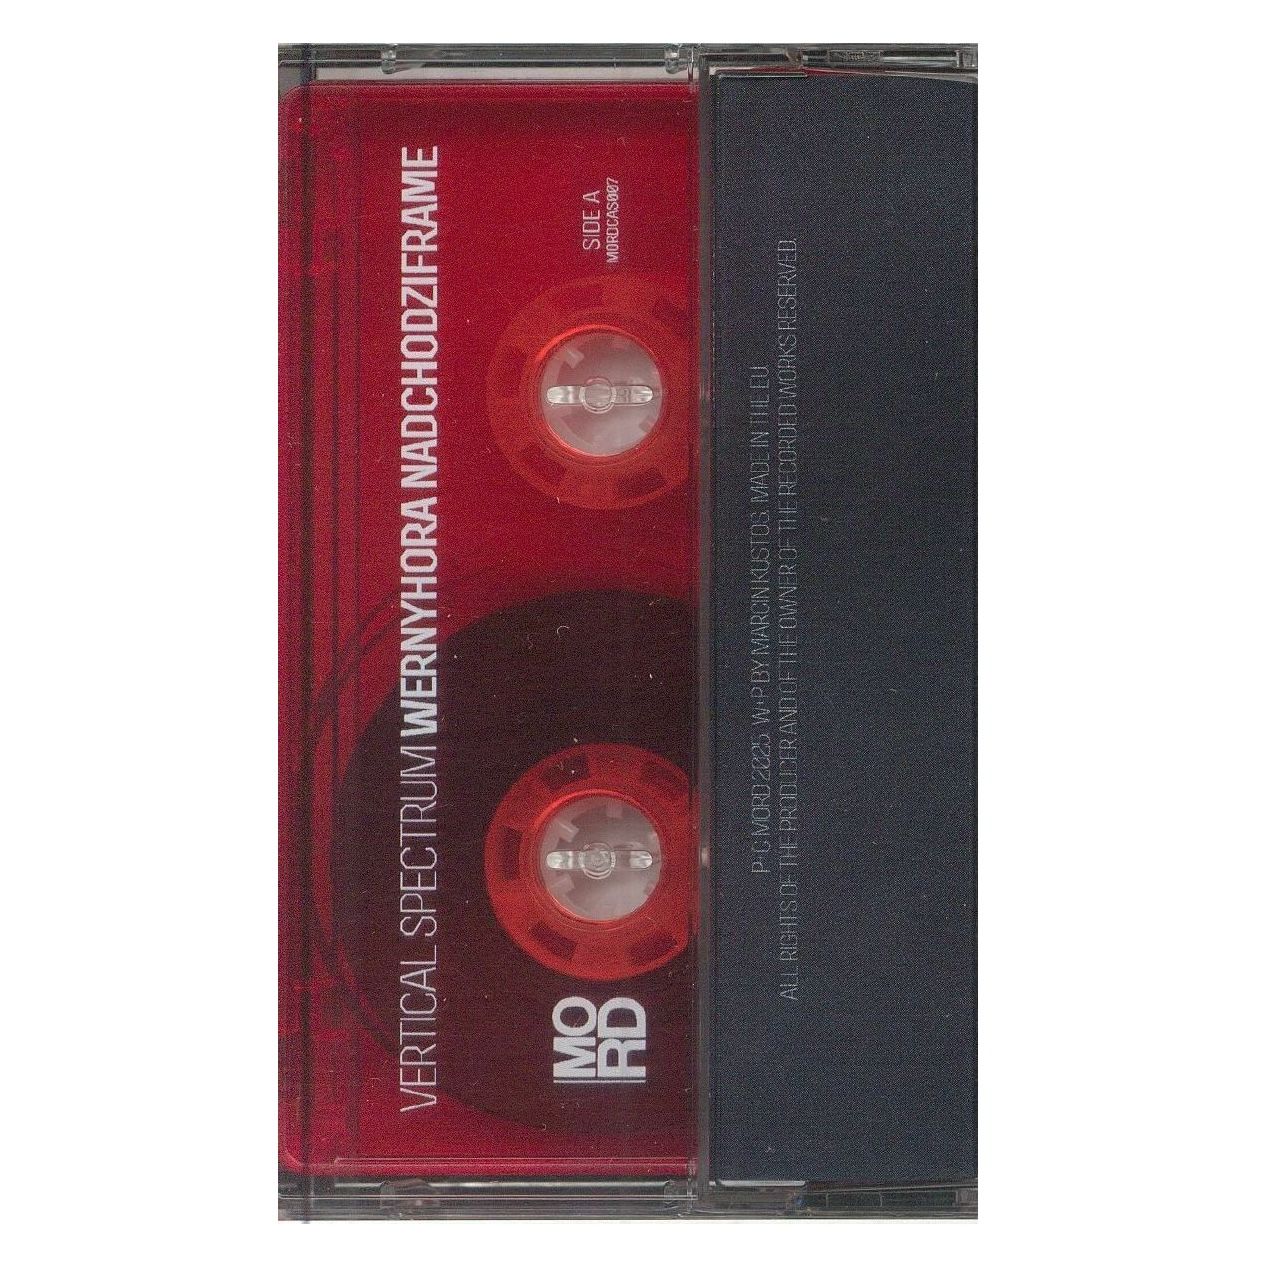 VERTICAL SPECTRUM WERNYHORA NADCHODZIFRAME
MO
RD
SIDE A
MORDCAS007
P+C MORD 2025. W+P BY MARCIN KUSTOS. MADE IN THE EU.
ALL RIGHTS OF THE PRODUCER AND OF THE OWNER OF THE RECORDED WORKS RESERVED.